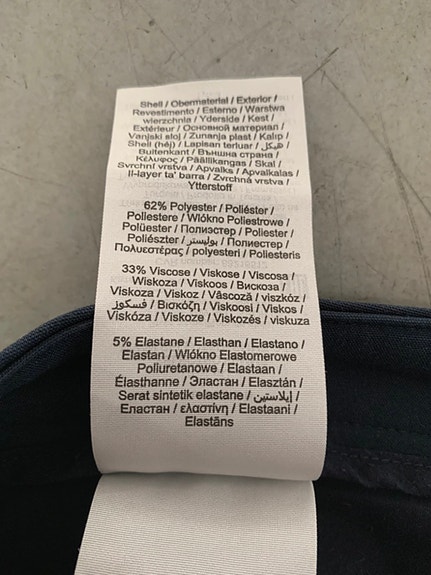 Shell / Obermaterial / Exterior /
Revestimento / Esterno / Warstwa
wierzchnia / Yderside / Kest /
Extérieur / Основной материал /
Vanjski sloj / Zunanja plast / Kalıp /
Shell (héj) / Lapisan terluar / هيكل /
Buitenkant / Външна страна /
Κέλυφος / Päällikangas / Skal /
Svrchní vrstva / Apvalks / Apvalkalas /
Il-layer ta' barra / Zvrchná vrstva /
Ytterstoff
62% Polyester / Poliéster /
Poliestere / Włókno Poliestrowe /
Polüester / Полиэстер / Poliester /
Poliészter / بوليستر / Полиестер /
Πολυεστέρας / polyesteri / Poliesteris
33% Viscose / Viskose / Viscosa /
Wiskoza / Viskoos / Вискоза /
Viskoza / Viskoz / Vâscoză / viszkóz /
فسكوز / Βισκόζη / Viskoosi / Viskos /
Viskóza / Viskoze / Viskozés / viskuza
5% Elastane / Elasthan / Elastano /
Elastan / Włókno Elastomerowe
Poliuretanowe / Elastaan /
Élasthanne / Эластан / Elasztán /
Serat sintetik elastane / إيلاستين /
Еластан / ελαστίνη / Elastaani /
Elastāns